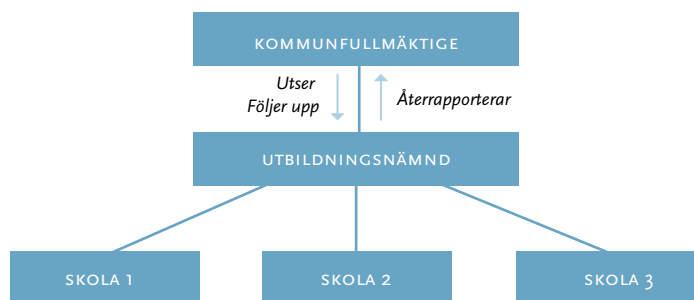 KOMMUNFULLMÄKTIGE
Utser
Följer upp
Återrapporterar
UTBILDNINGSNÄMND
SKOLA 1
SKOLA 2
SKOLA 3